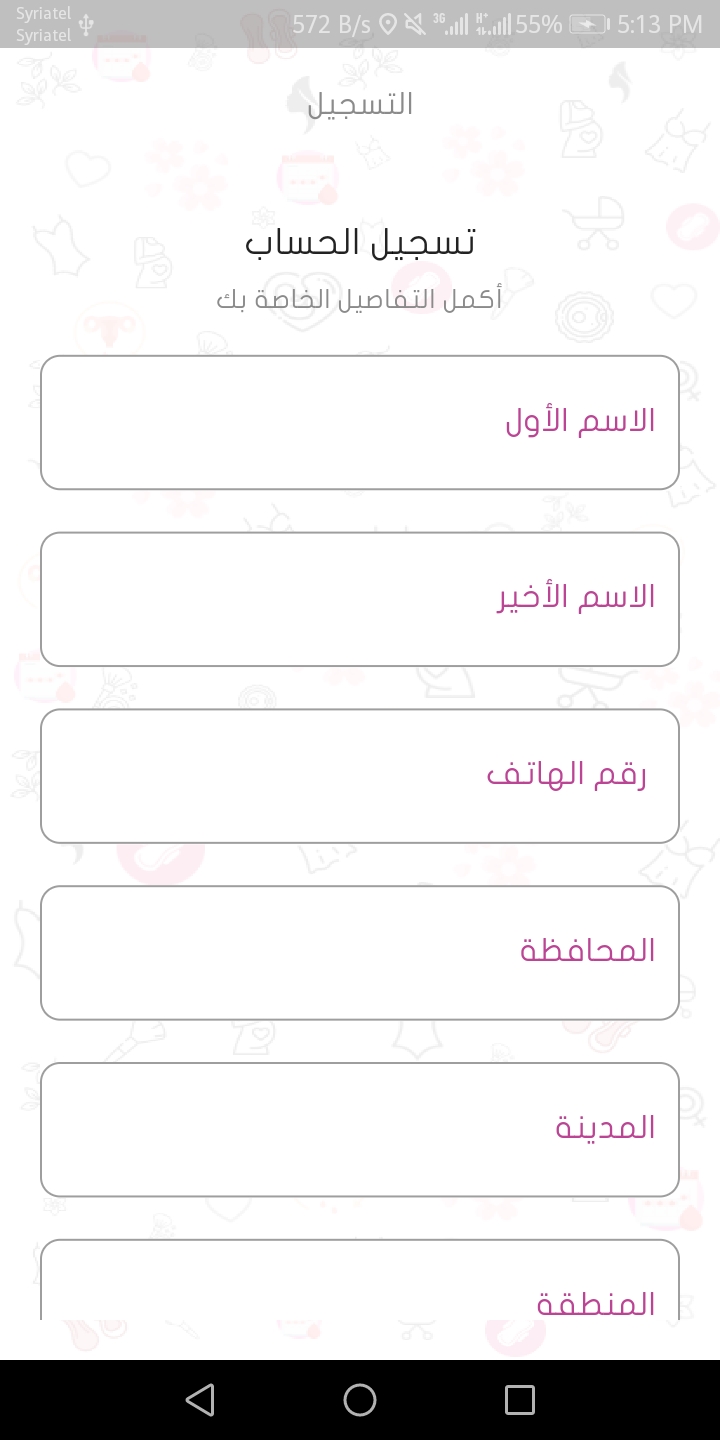 Syriatel
Syriatel
572 B/s 3G H+ 55% 5:13 PM
التسجيل
تسجيل الحساب
أكمل التفاصيل الخاصة بك
الاسم الأول
الاسم الأخير
رقم الهاتف
المحافظة
المدينة
المنطقة